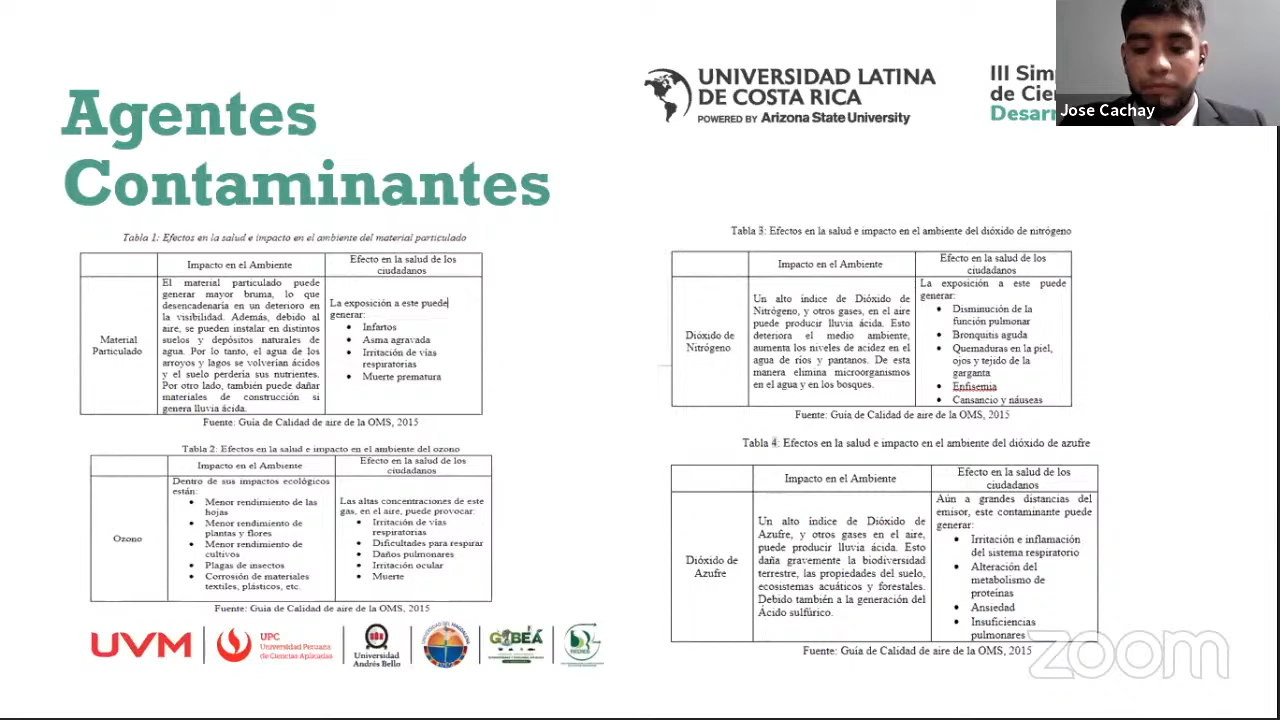 Agentes
Contaminantes
UNIVERSIDAD LATINA
DE COSTA RICA
POWERED BY Arizona State University
III Sim
de Cie
Desarr
Jose Cachay
Tabla 1: Efectos en la salud e impacto en el ambiente del material particulado
Impacto en el Ambiente
Efecto en la salud de los
ciudadanos
Material
Particulado
El material particulado puede
generar mayor bruma, lo que
desencadenaría en un deterioro en
la visibilidad. Además, debido al
aire, se pueden instalar en distintos
suelos y depósitos naturales de
agua. Por lo tanto, el agua de los
arroyos y lagos se volverían ácidos
y el suelo perdería sus nutrientes.
Por otro lado, también puede dañar
materiales de construcción si
genera lluvia ácida.
La exposición a este puede
generar:
• Infartos
• Asma agravada
• Irritación de vías
respiratorias
• Muerte prematura
Fuente: Guía de Calidad de aire de la OMS, 2015
Tabla 2: Efectos en la salud e impacto en el ambiente del ozono
Impacto en el Ambiente
Efecto en la salud de los
ciudadanos
Ozono
Dentro de sus impactos ecológicos
están:
• Menor rendimiento de las
hojas
• Menor rendimiento de
plantas y flores
• Menor rendimiento de
cultivos
• Plagas de insectos
• Corrosión de materiales
textiles, plásticos, etc.
Las altas concentraciones de este
gas, en el aire, puede provocar:
• Irritación de vías
respiratorias
• Dificultades para respirar
• Daños pulmonares
• Irritación ocular
• Muerte
Fuente: Guía de Calidad de aire de la OMS, 2015
Tabla 3: Efectos en la salud e impacto en el ambiente del dióxido de nitrógeno
Impacto en el Ambiente
Efecto en la salud de los
ciudadanos
Dióxido de
Nitrógeno
Un alto índice de Dióxido de
Nitrógeno, y otros gases, en el aire
puede producir lluvia ácida. Esto
deteriora el medio ambiente,
aumenta los niveles de acidez en el
agua de ríos y pantanos. De esta
manera elimina microorganismos
en el agua y en los bosques.
La exposición a este puede
generar:
• Disminución de la
función pulmonar
• Bronquitis aguda
• Quemaduras en la piel,
ojos y tejido de la
garganta
• Enfisemia
• Cansancio y náuseas
Fuente: Guía de Calidad de aire de la OMS, 2015
Tabla 4: Efectos en la salud e impacto en el ambiente del dióxido de azufre
Impacto en el Ambiente
Efecto en la salud de los
ciudadanos
Dióxido de
Azufre
Un alto índice de Dióxido de
Azufre, y otros gases en el aire,
puede producir lluvia ácida. Esto
daña gravemente la biodiversidad
terrestre, las propiedades del suelo,
ecosistemas acuáticos y forestales.
Debido también a la generación del
Ácido sulfúrico.
Aún a grandes distancias del
emisor, este contaminante puede
generar:
• Irritación e inflamación
del sistema respiratorio
• Alteración del
metabolismo de
proteínas
• Ansiedad
• Insuficiencias
pulmonares
Fuente: Guía de Calidad de aire de la OMS, 2015
UVM
UPC
Universidad Peruana
de Ciencias Aplicadas
Universidad
Andrés Bello
zoom